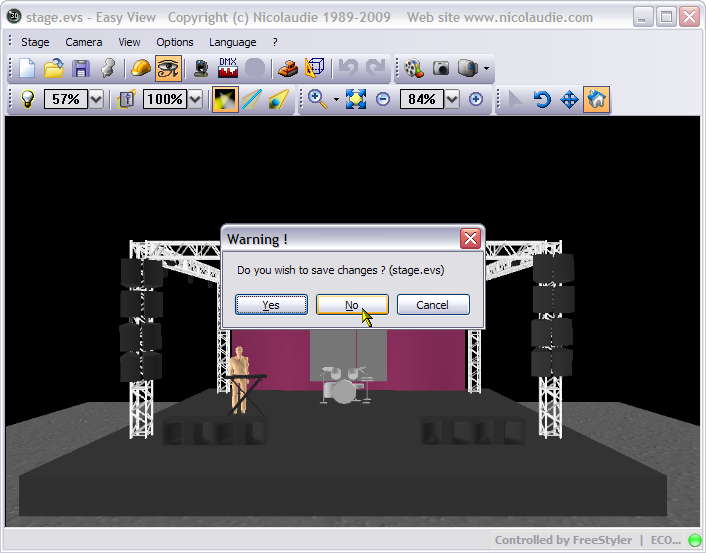 stage.evs - Easy View Copyright (c) Nicolaudie 1989-2009 Web site www.nicolaudie.com
Stage Camera View Options Language ?
DMX
57% 100% 84%
Warning !
Do you wish to save changes ? (stage.evs)
Yes No Cancel
Controlled by FreeStyler | ECO...